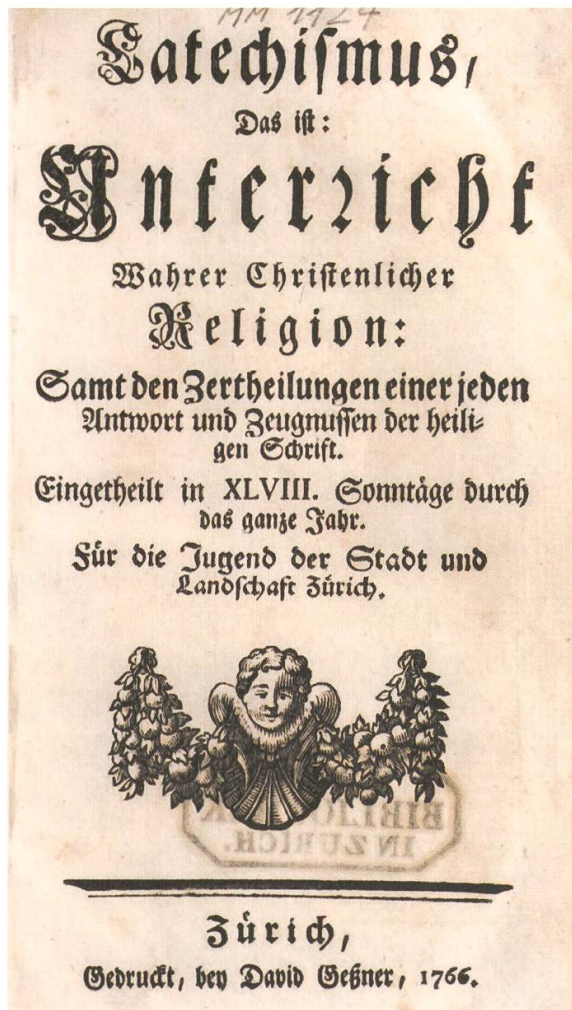 MM 1124
Catechiſmus,
Das iſt:
Unterricht
Wahrer Chriſtenlicher
Religion:
Samt den Zertheilungen einer jeden
Antwort und Zeugnuſſen der heili⸗
gen Schrift.
Eingetheilt in XLVIII. Sonntäge durch
das ganze Jahr.
Für die Jugend der Stadt und
Landſchaft Zürich.
BIBLIO K
IN ZÜRICH.
Zürich,
Gedruckt, bey David Geßner, 1766.